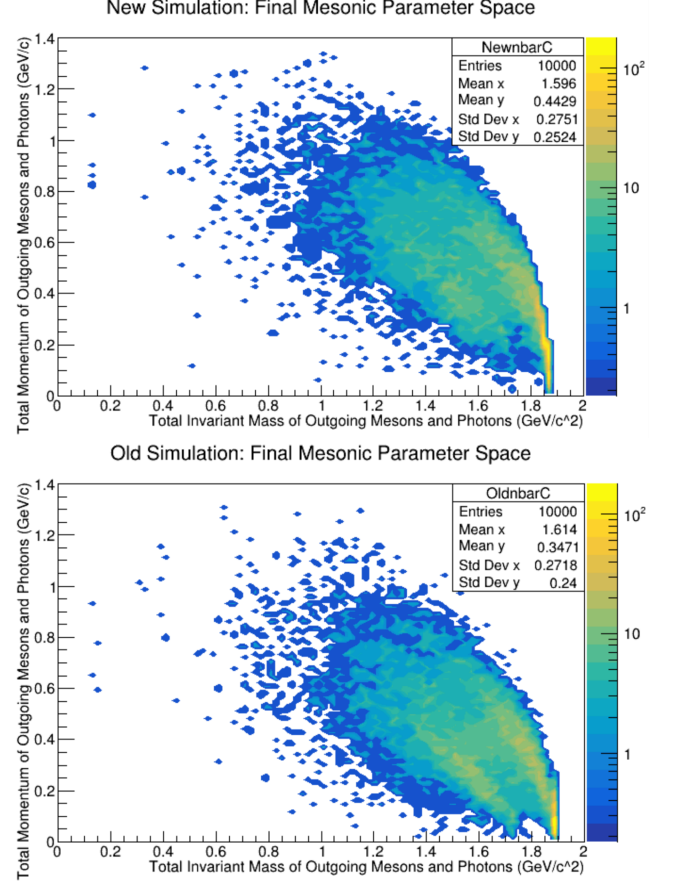 New Simulation: Final Mesonic Parameter Space
Total Momentum of Outgoing Mesons and Photons (GeV/c)
1.4
1.2
1
0.8
0.6
0.4
0.2
0
NewnbarC
Entries 10000
Mean x 1.596
Mean y 0.4429
Std Dev x 0.2751
Std Dev y 0.2524
10²
10
1
0 0.2 0.4 0.6 0.8 1 1.2 1.4 1.6 1.8 2
Total Invariant Mass of Outgoing Mesons and Photons (GeV/c^2)
Old Simulation: Final Mesonic Parameter Space
Total Momentum of Outgoing Mesons and Photons (GeV/c)
1.4
1.2
1
0.8
0.6
0.4
0.2
0
OldnbarC
Entries 10000
Mean x 1.614
Mean y 0.3471
Std Dev x 0.2718
Std Dev y 0.24
10²
10
1
0 0.2 0.4 0.6 0.8 1 1.2 1.4 1.6 1.8 2
Total Invariant Mass of Outgoing Mesons and Photons (GeV/c^2)